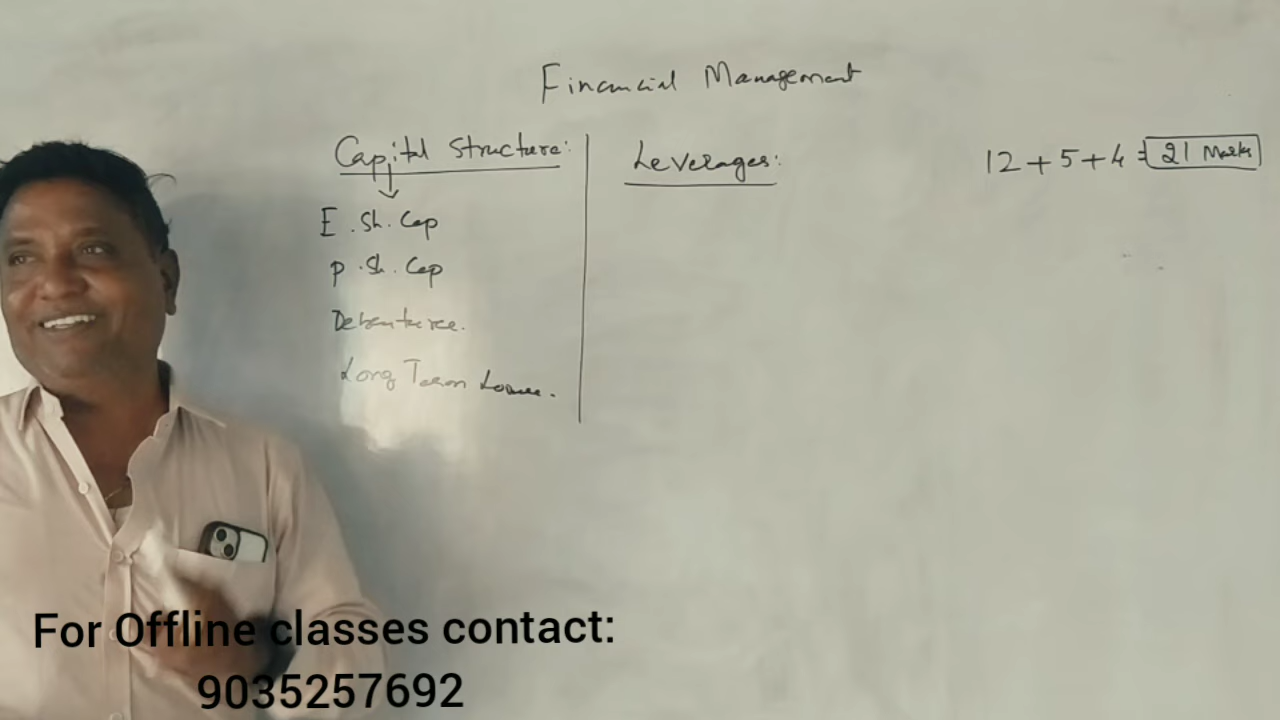 Financial Management
Capital Structure:
E. Sh. Cap
P. Sh. Cap
Debenture.
Long Term Loans.
Leverages:
12 + 5 + 4 = 21 Marks
For Offline classes contact:
9035257692